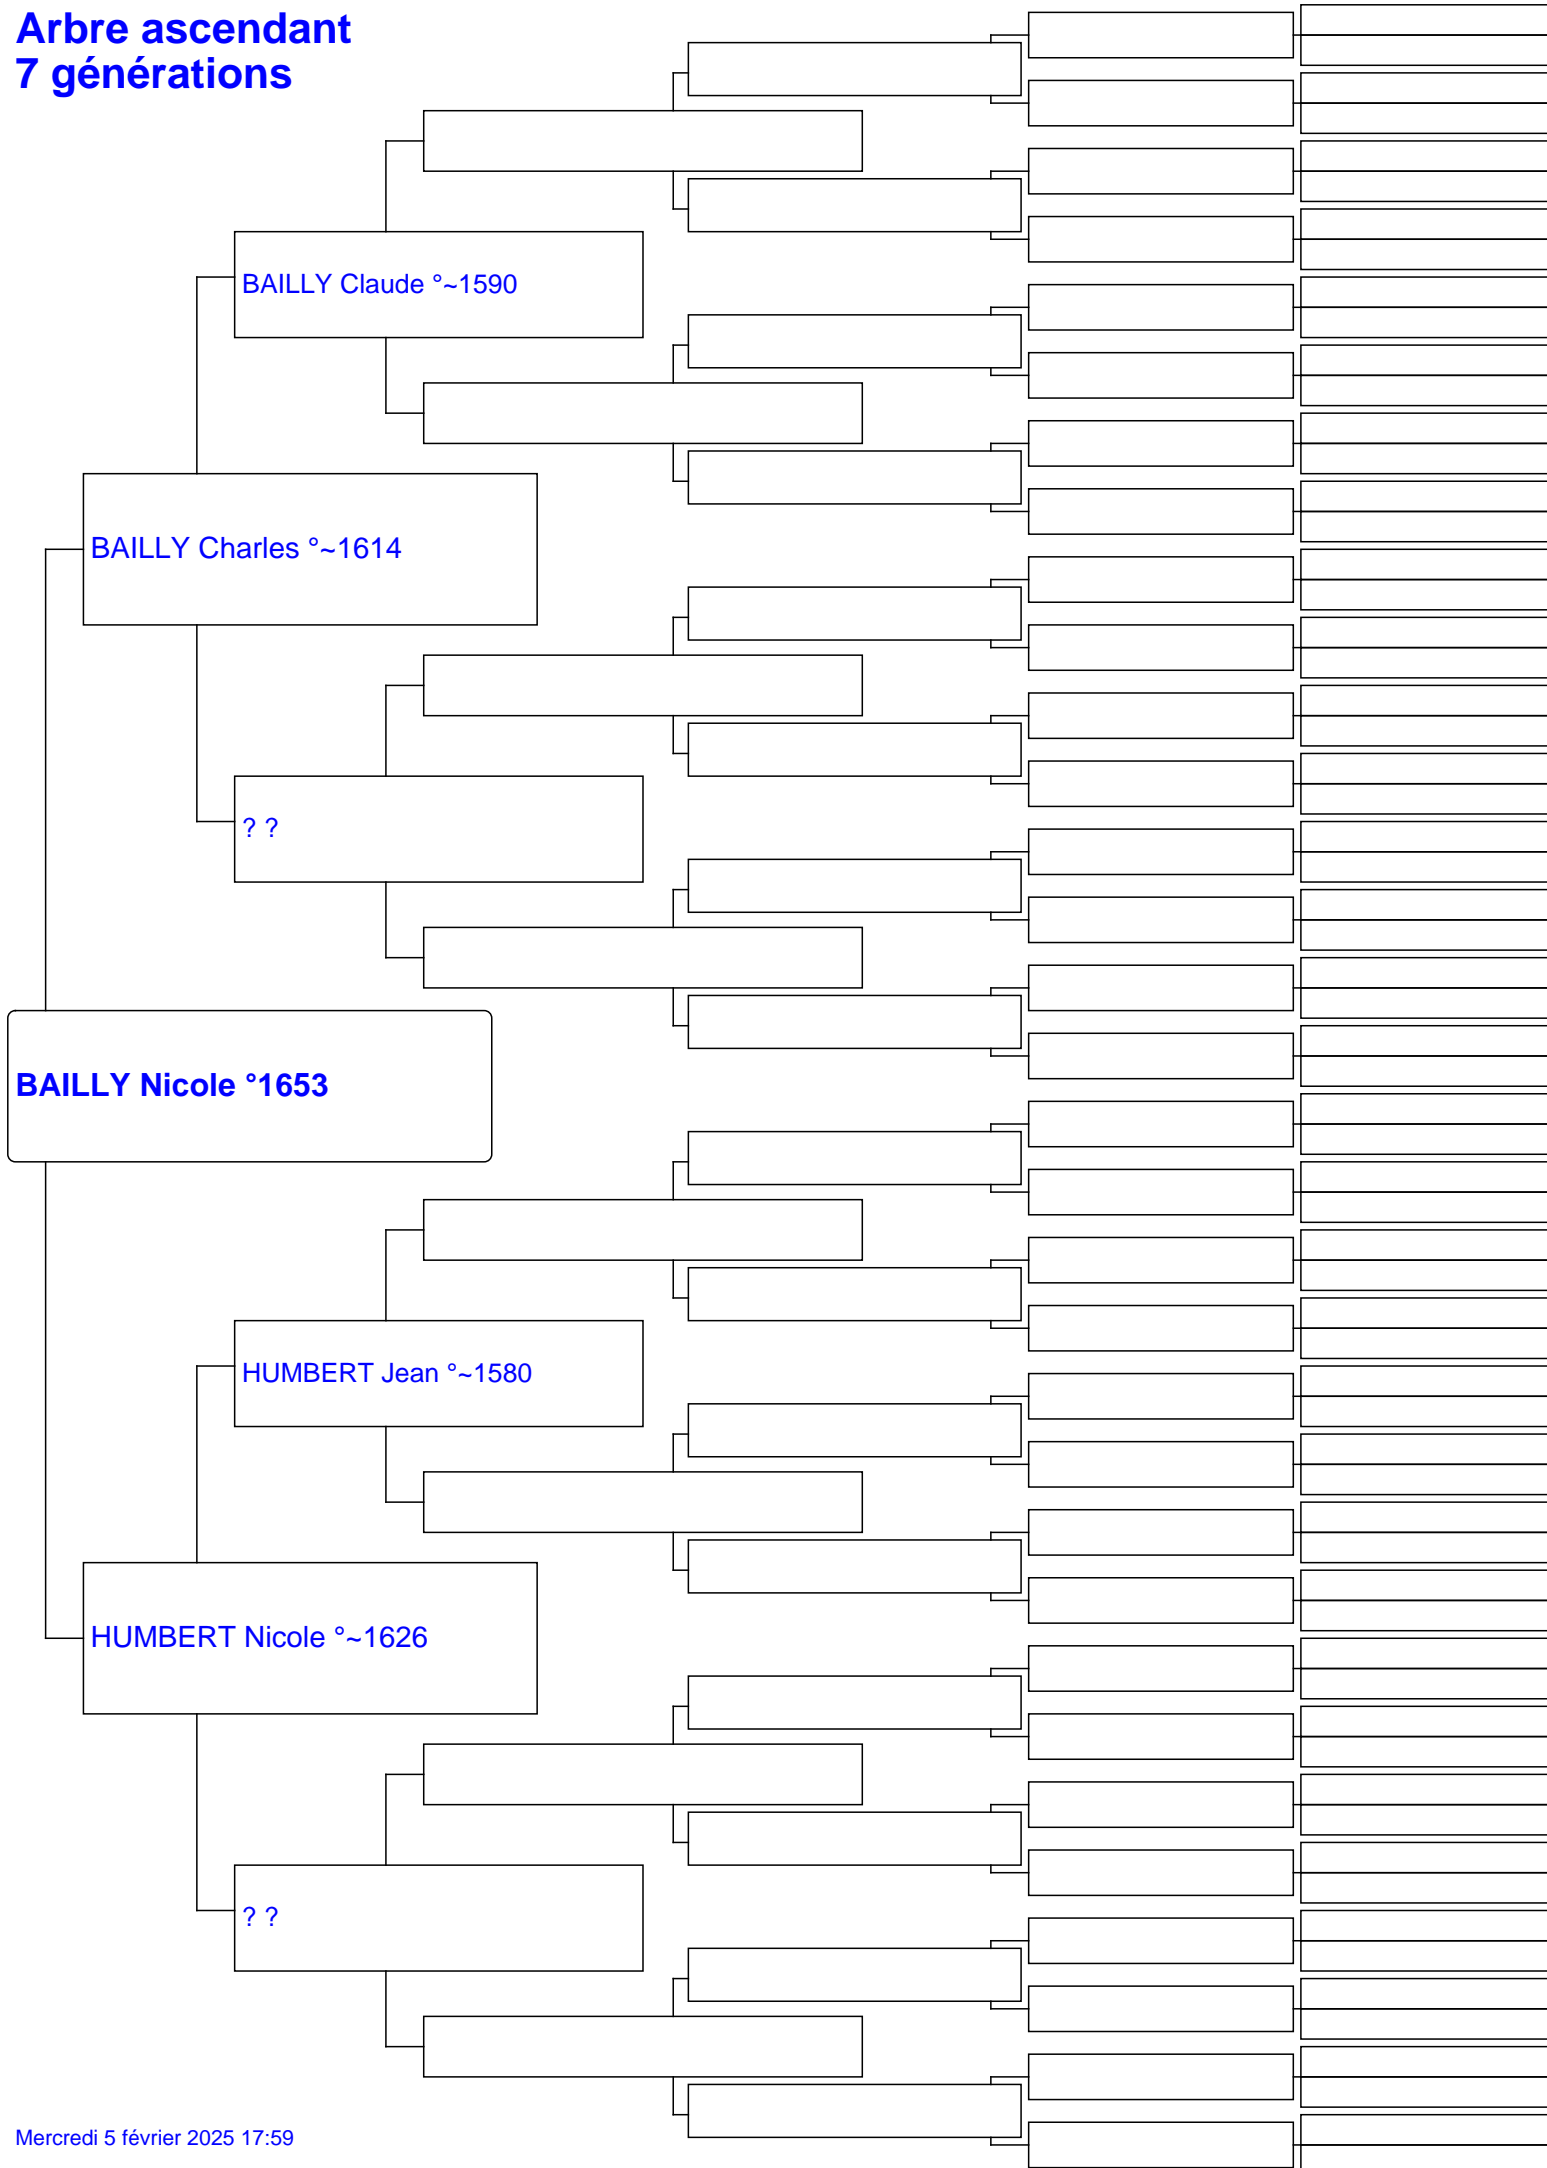 Arbre ascendant
7 générations
BAILLY Claude °~1590
BAILLY Charles °~1614
? ?
BAILLY Nicole °1653
HUMBERT Jean °~1580
HUMBERT Nicole °~1626
? ?
Mercredi 5 février 2025 17:59